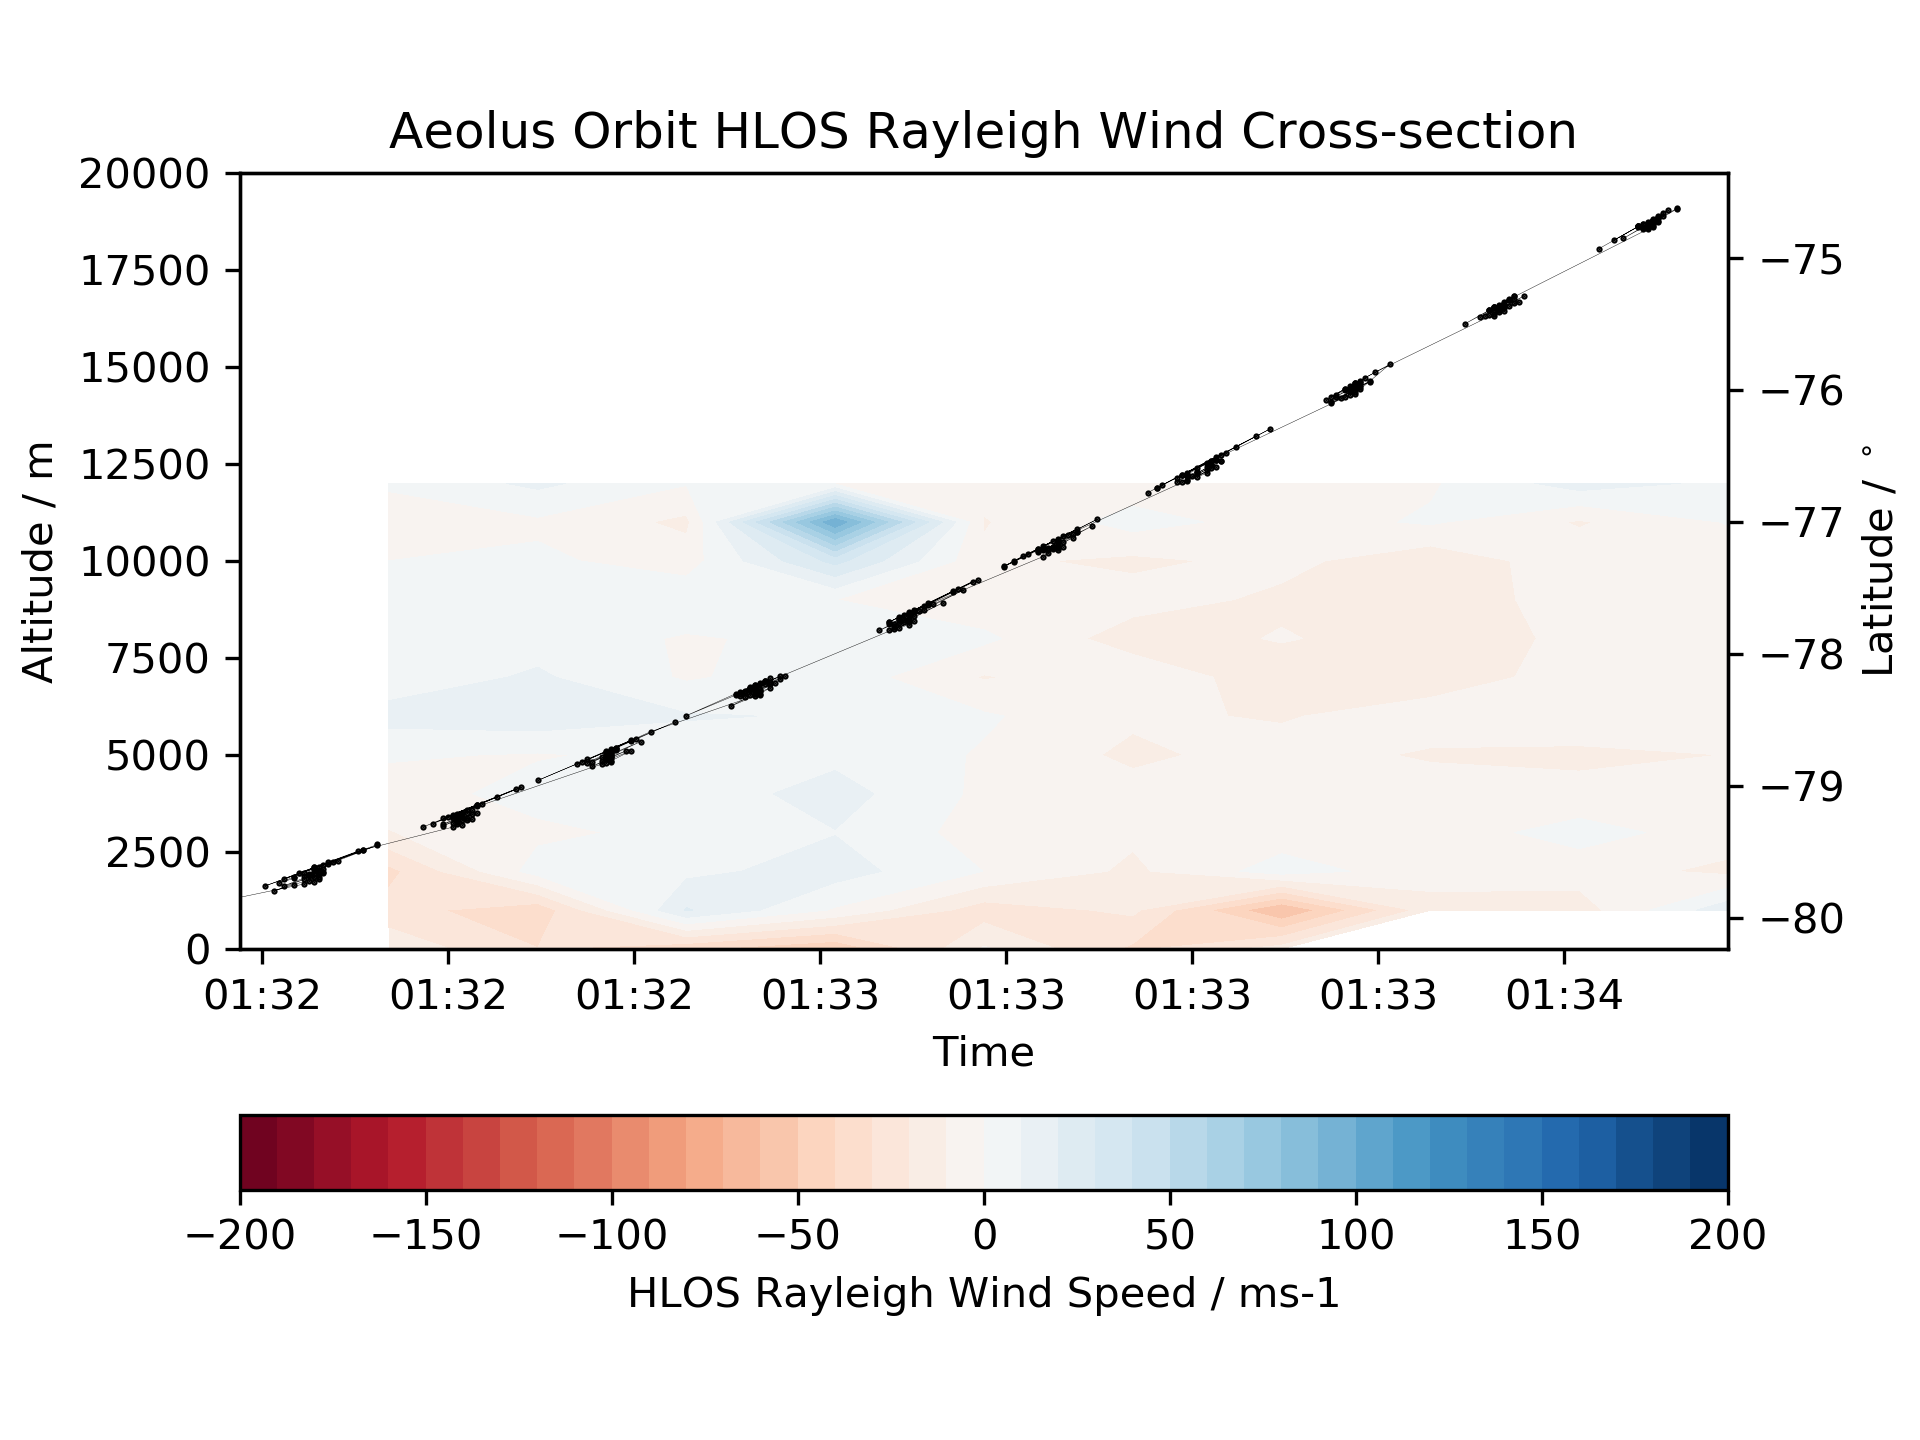 Aeolus Orbit HLOS Rayleigh Wind Cross-section
20000
17500
15000
12500
10000
7500
5000
2500
0
Altitude / m
−75
−76
−77
−78
−79
−80
Latitude / °
01:32 01:32 01:32 01:33 01:33 01:33 01:33 01:34
Time
−200 −150 −100 −50 0 50 100 150 200
HLOS Rayleigh Wind Speed / ms-1